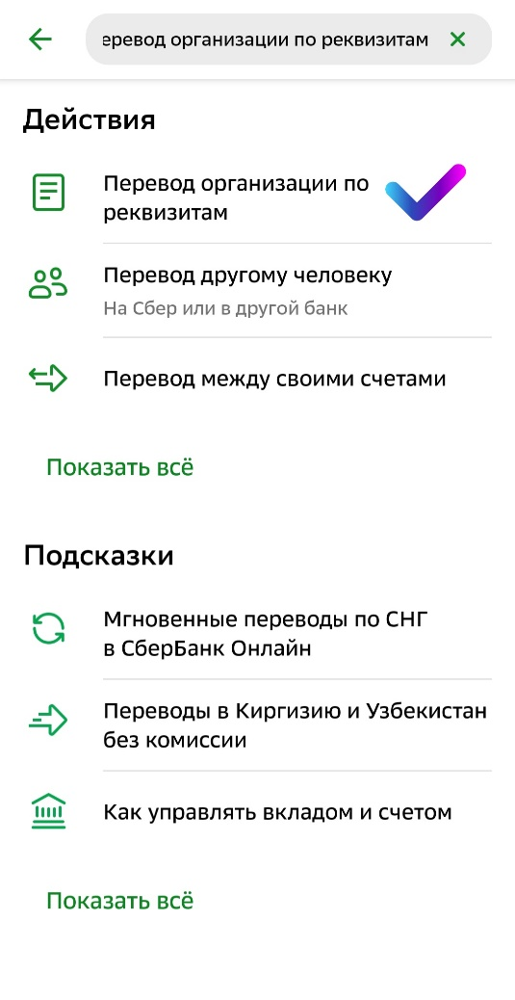 еревод организации по реквизитам
Действия
Перевод организации по
реквизитам
Перевод другому человеку
На Сбер или в другой банк
Перевод между своими счетами
Показать всё
Подсказки
Мгновенные переводы по СНГ
в СберБанк Онлайн
Переводы в Киргизию и Узбекистан
без комиссии
Как управлять вкладом и счетом
Показать всё